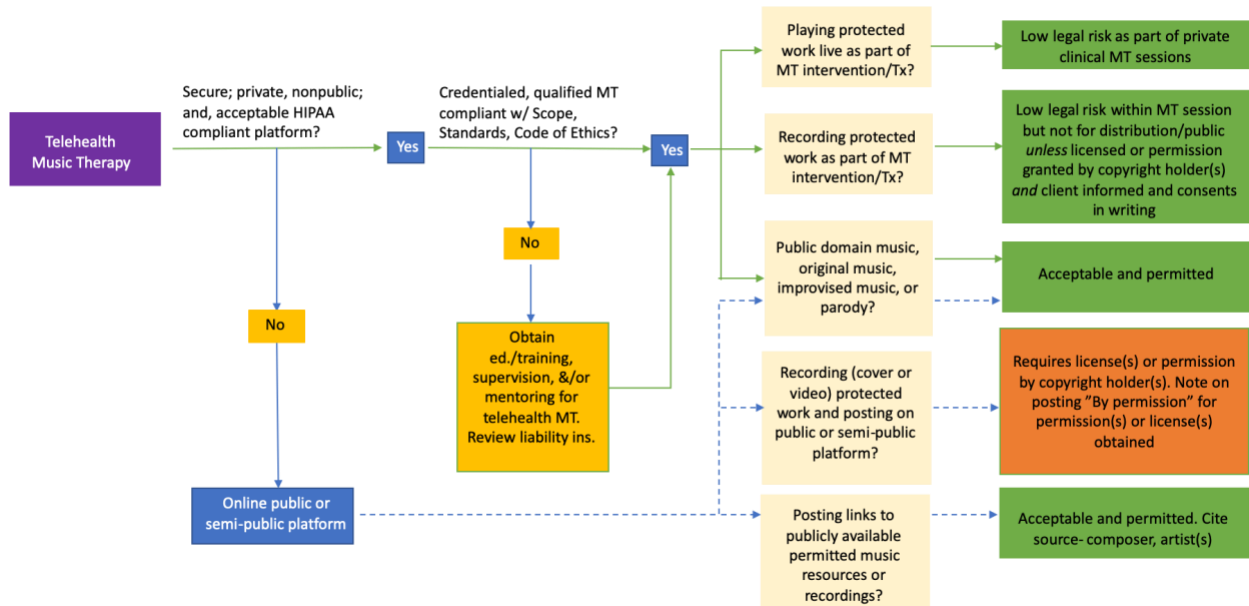 Telehealth
Music Therapy
Secure; private, nonpublic;
and, acceptable HIPAA
compliant platform?
Yes
Credentialed, qualified MT
compliant w/ Scope,
Standards, Code of Ethics?
Yes
Playing protected
work live as part of
MT intervention/Tx?
Low legal risk as part of private
clinical MT sessions
Recording protected
work as part of MT
intervention/Tx?
Low legal risk within MT session
but not for distribution/public
unless licensed or permission
granted by copyright holder(s)
and client informed and consents
in writing
No
No
Public domain music,
original music,
improvised music, or
parody?
Acceptable and permitted
Obtain
ed./training,
supervision, &/or
mentoring for
telehealth MT.
Review liability ins.
Recording (cover or
video) protected
work and posting on
public or semi-public
platform?
Requires license(s) or permission
by copyright holder(s). Note on
posting ”By permission” for
permission(s) or license(s)
obtained
Online public or
semi-public platform
Posting links to
publicly available
permitted music
resources or
recordings?
Acceptable and permitted. Cite
source- composer, artist(s)